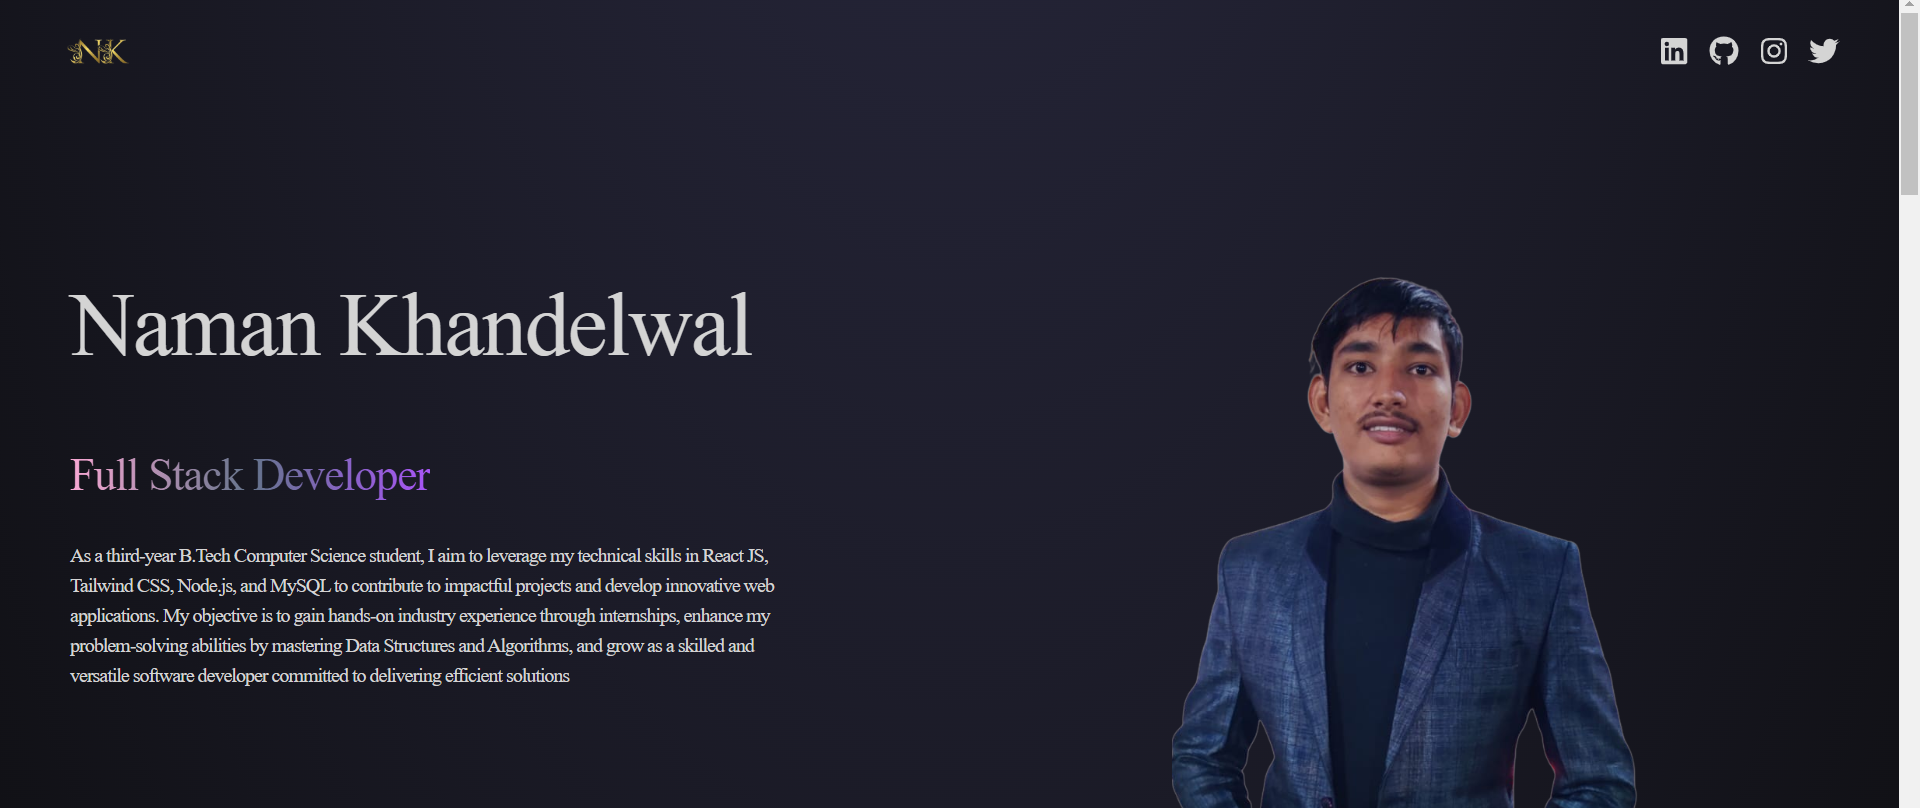 NK
Naman Khandelwal
Full Stack Developer
As a third-year B.Tech Computer Science student, I aim to leverage my technical skills in React JS,
Tailwind CSS, Node.js, and MySQL to contribute to impactful projects and develop innovative web
applications. My objective is to gain hands-on industry experience through internships, enhance my
problem-solving abilities by mastering Data Structures and Algorithms, and grow as a skilled and
versatile software developer committed to delivering efficient solutions